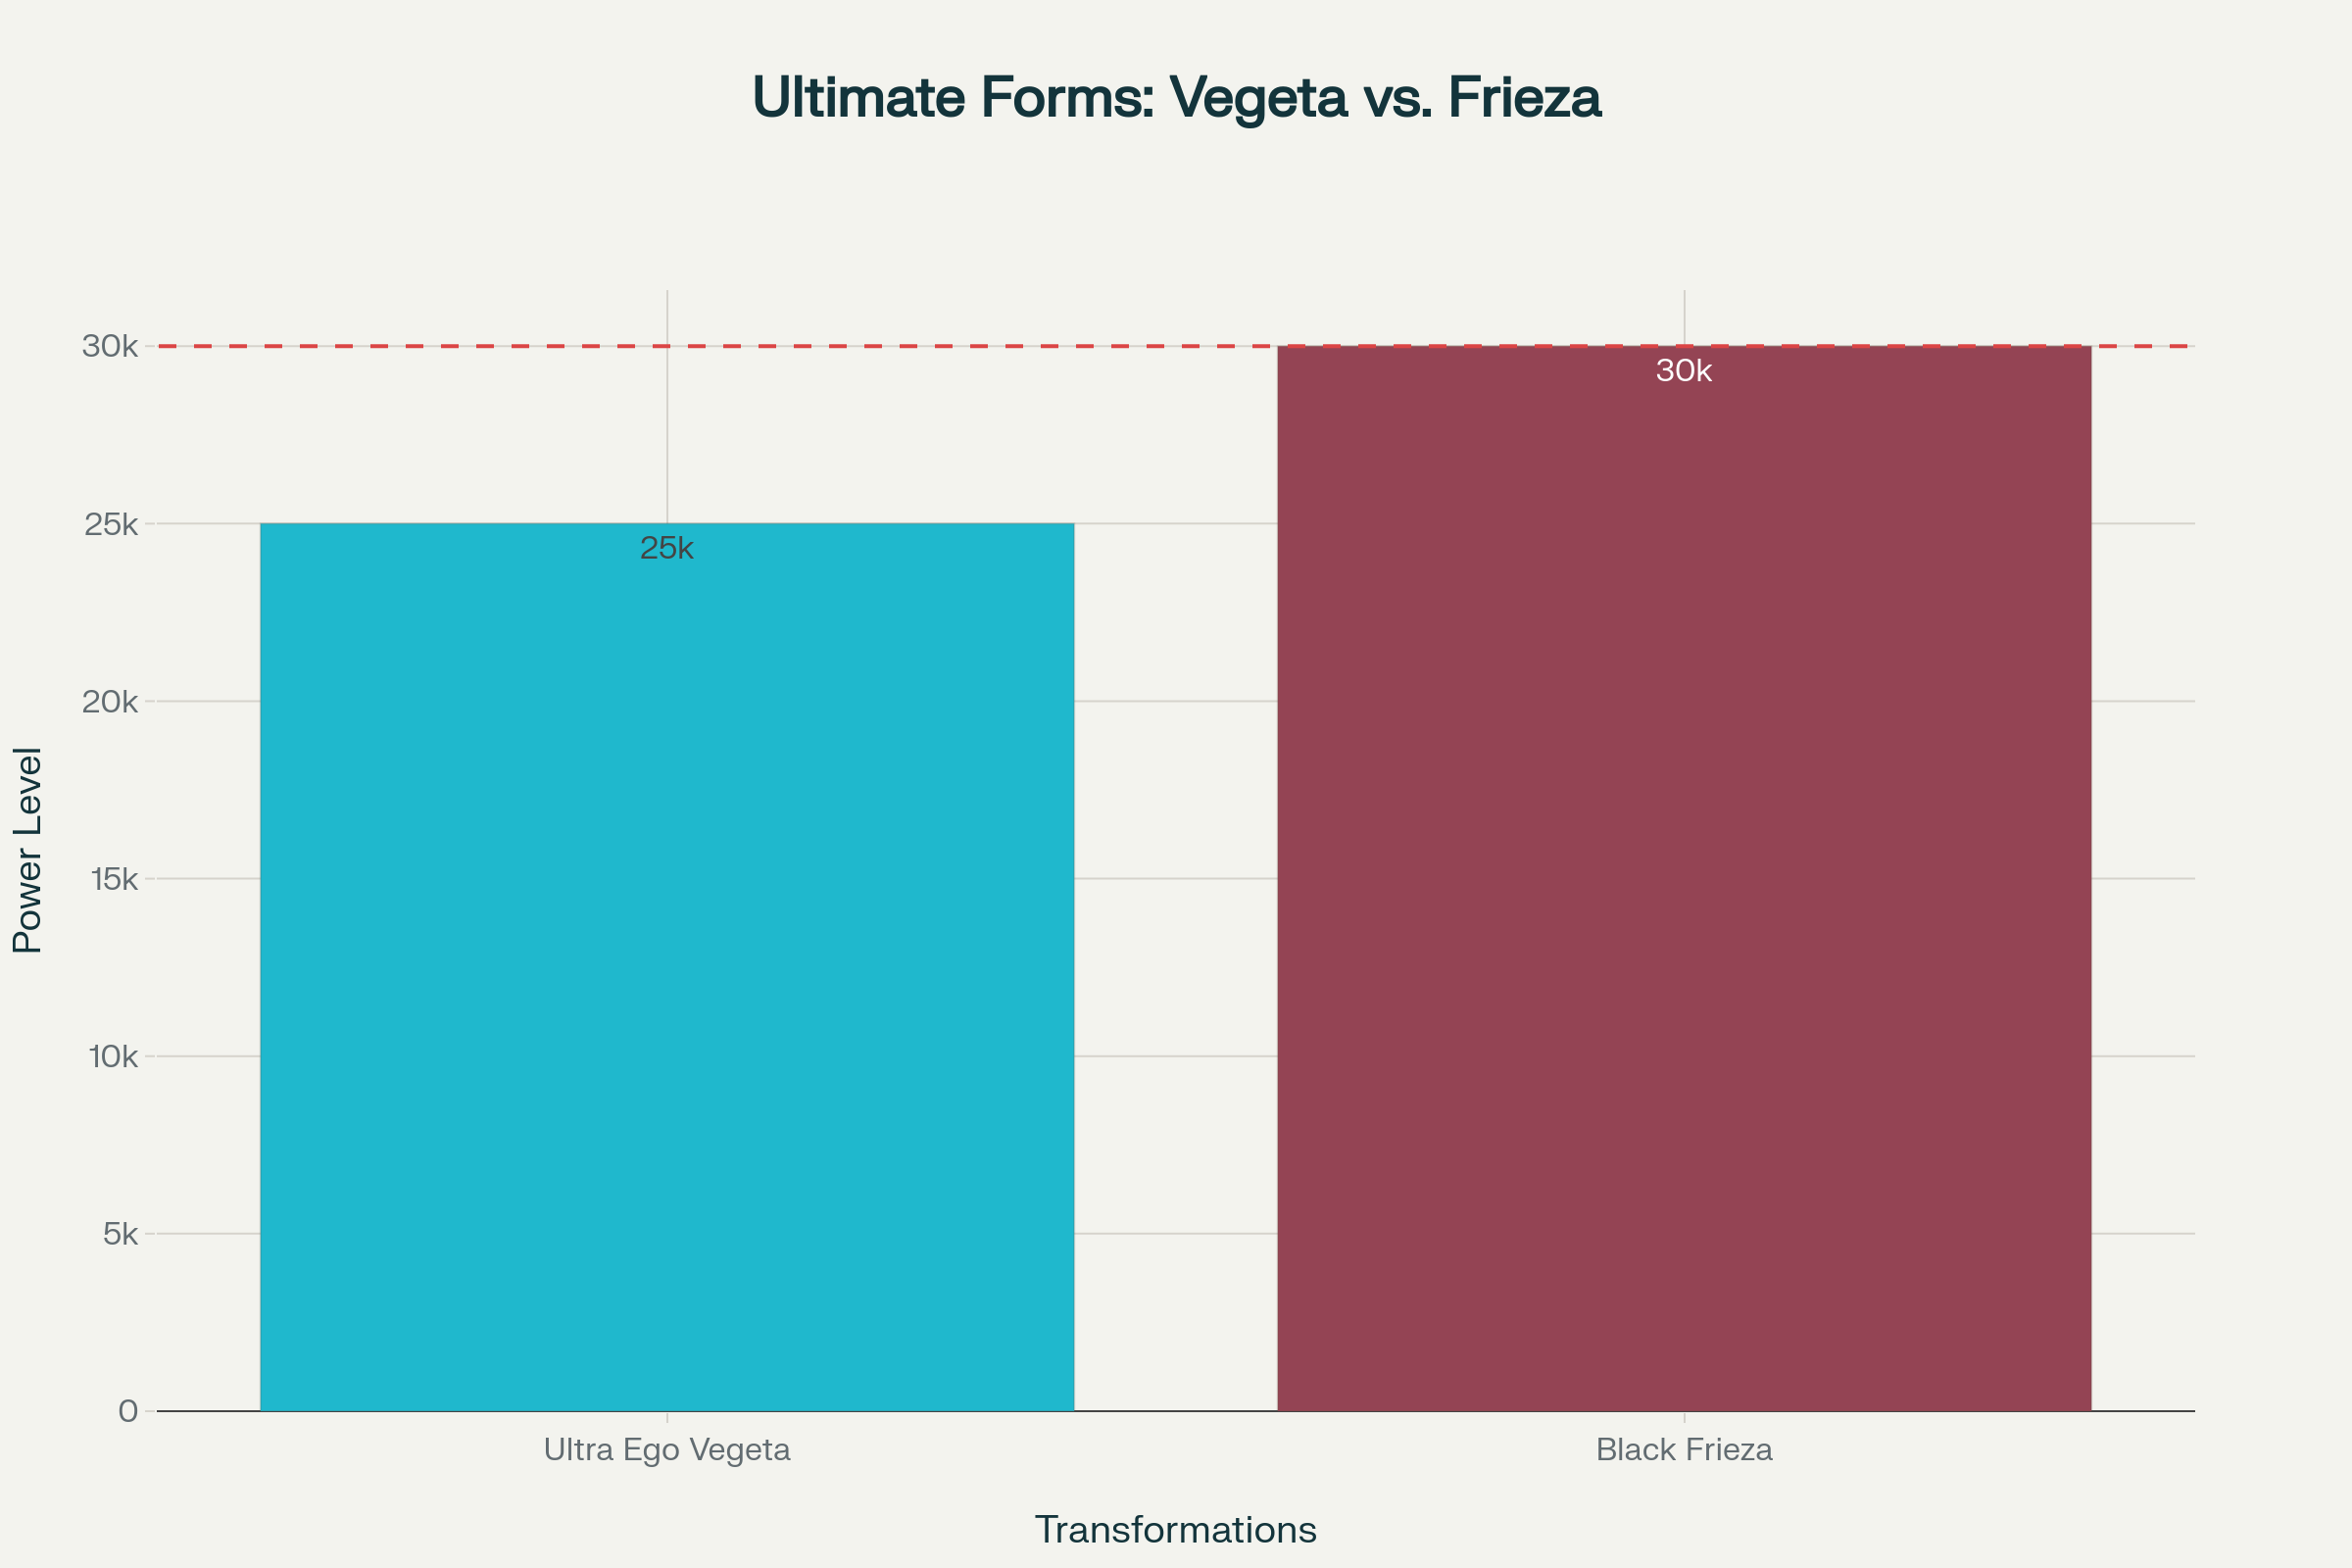 Ultimate Forms: Vegeta vs. Frieza
30k
30k
25k
25k
20k
15k
10k
5k
0
Power Level
Ultra Ego Vegeta
Black Frieza
Transformations